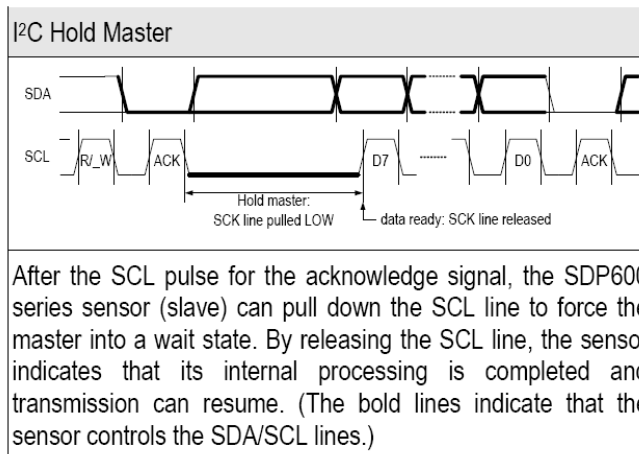 I²C Hold Master
SDA
SCL
R/_W
ACK
D7
D0
ACK
Hold master:
SCK line pulled LOW
data ready: SCK line released
After the SCL pulse for the acknowledge signal, the SDP600
series sensor (slave) can pull down the SCL line to force the
master into a wait state. By releasing the SCL line, the senso
indicates that its internal processing is completed and
transmission can resume. (The bold lines indicate that the
sensor controls the SDA/SCL lines.)